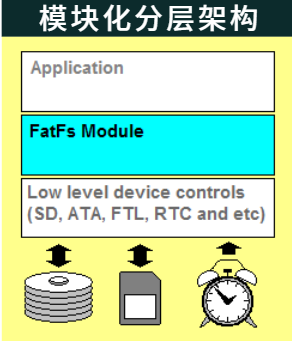 模块化分层架构
Application
FatFs Module
Low level device controls
(SD, ATA, FTL, RTC and etc)